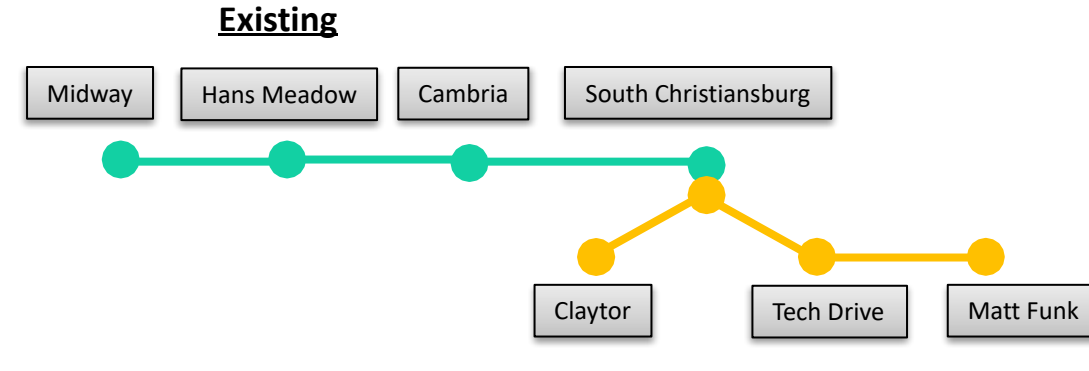 Existing
Midway
Hans Meadow
Cambria
South Christiansburg
Claytor
Tech Drive
Matt Funk